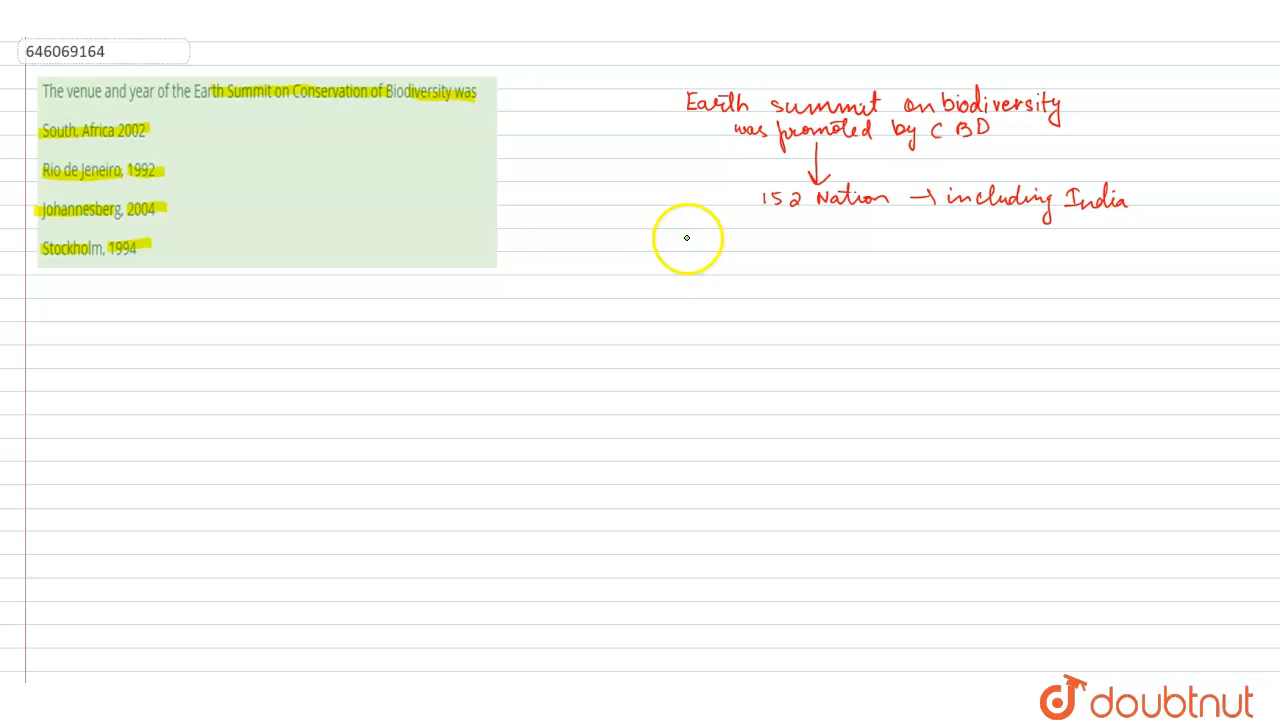 646069164
The venue and year of the Earth Summit on Conservation of Biodiversity was
South, Africa 2002
Rio de Jeneiro, 1992
Johannesberg, 2004
Stockholm, 1994
Earth summit on biodiversity
was promoted by CBD
152 Nation → including India
doubtnut